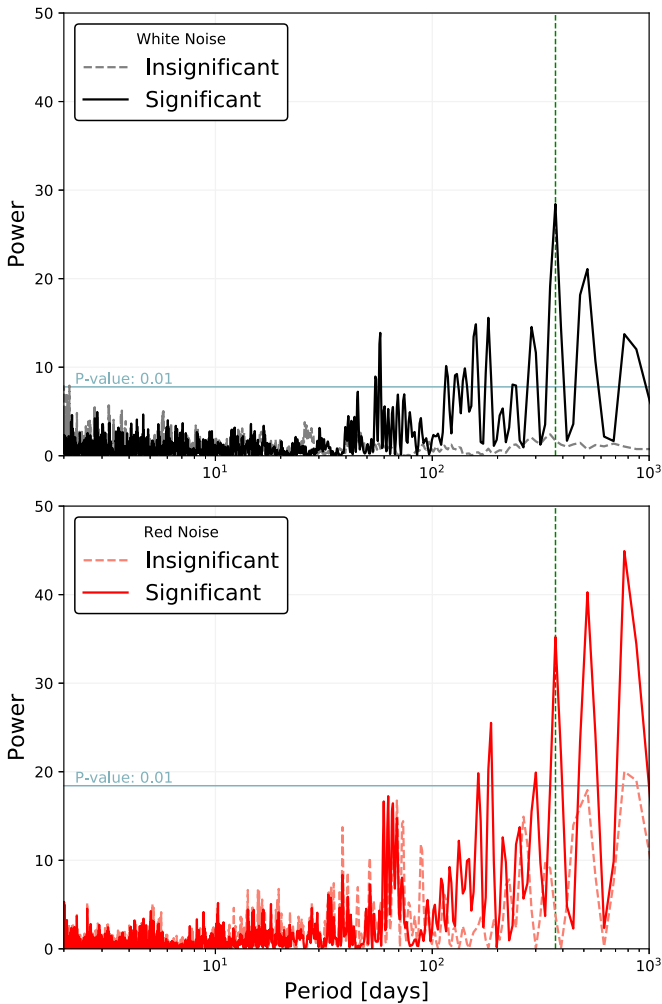 50
40
30
20
10
0
Power
White Noise
Insignificant
Significant
P-value: 0.01
10¹
10²
10³
50
40
30
20
10
0
Power
Red Noise
Insignificant
Significant
P-value: 0.01
10¹
10²
10³
Period [days]